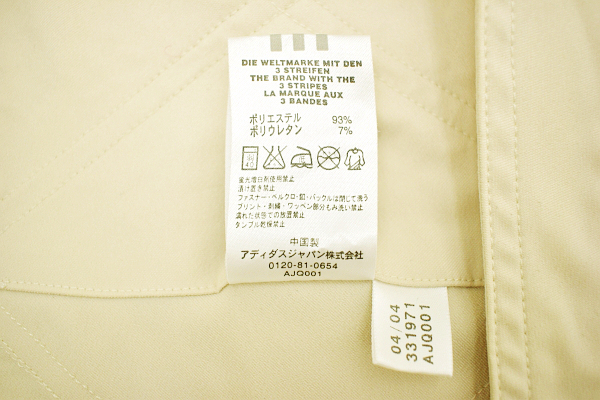 DIE WELTMARKE MIT DEN
3 STREIFEN
THE BRAND WITH THE
3 STRIPES
LA MARQUE AUX
3 BANDES
ポリエステル 93%
ポリウレタン 7%
蛍光増白剤使用禁止
漬け置き禁止
ファスナー・ベルクロ・釦・バックルは閉じて洗う
プリント・刺繍・ワッペン部分もみ洗い禁止
濡れた状態での放置禁止
タンブル乾燥禁止
中国製
アディダスジャパン株式会社
0120-81-0654
AJQ001
04/04
331971
AJQ001